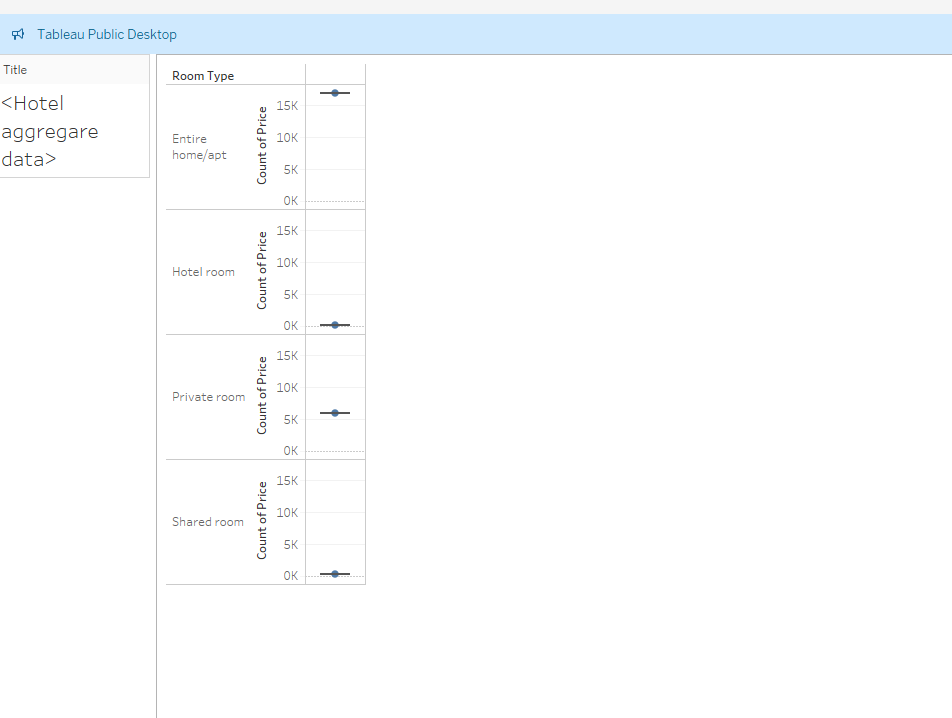 Tableau Public Desktop
Title
<Hotel
aggregare
data>
Room Type
Entire
home/apt
Count of Price
15K
10K
5K
0K
Hotel room
Count of Price
15K
10K
5K
0K
Private room
Count of Price
15K
10K
5K
0K
Shared room
Count of Price
15K
10K
5K
0K